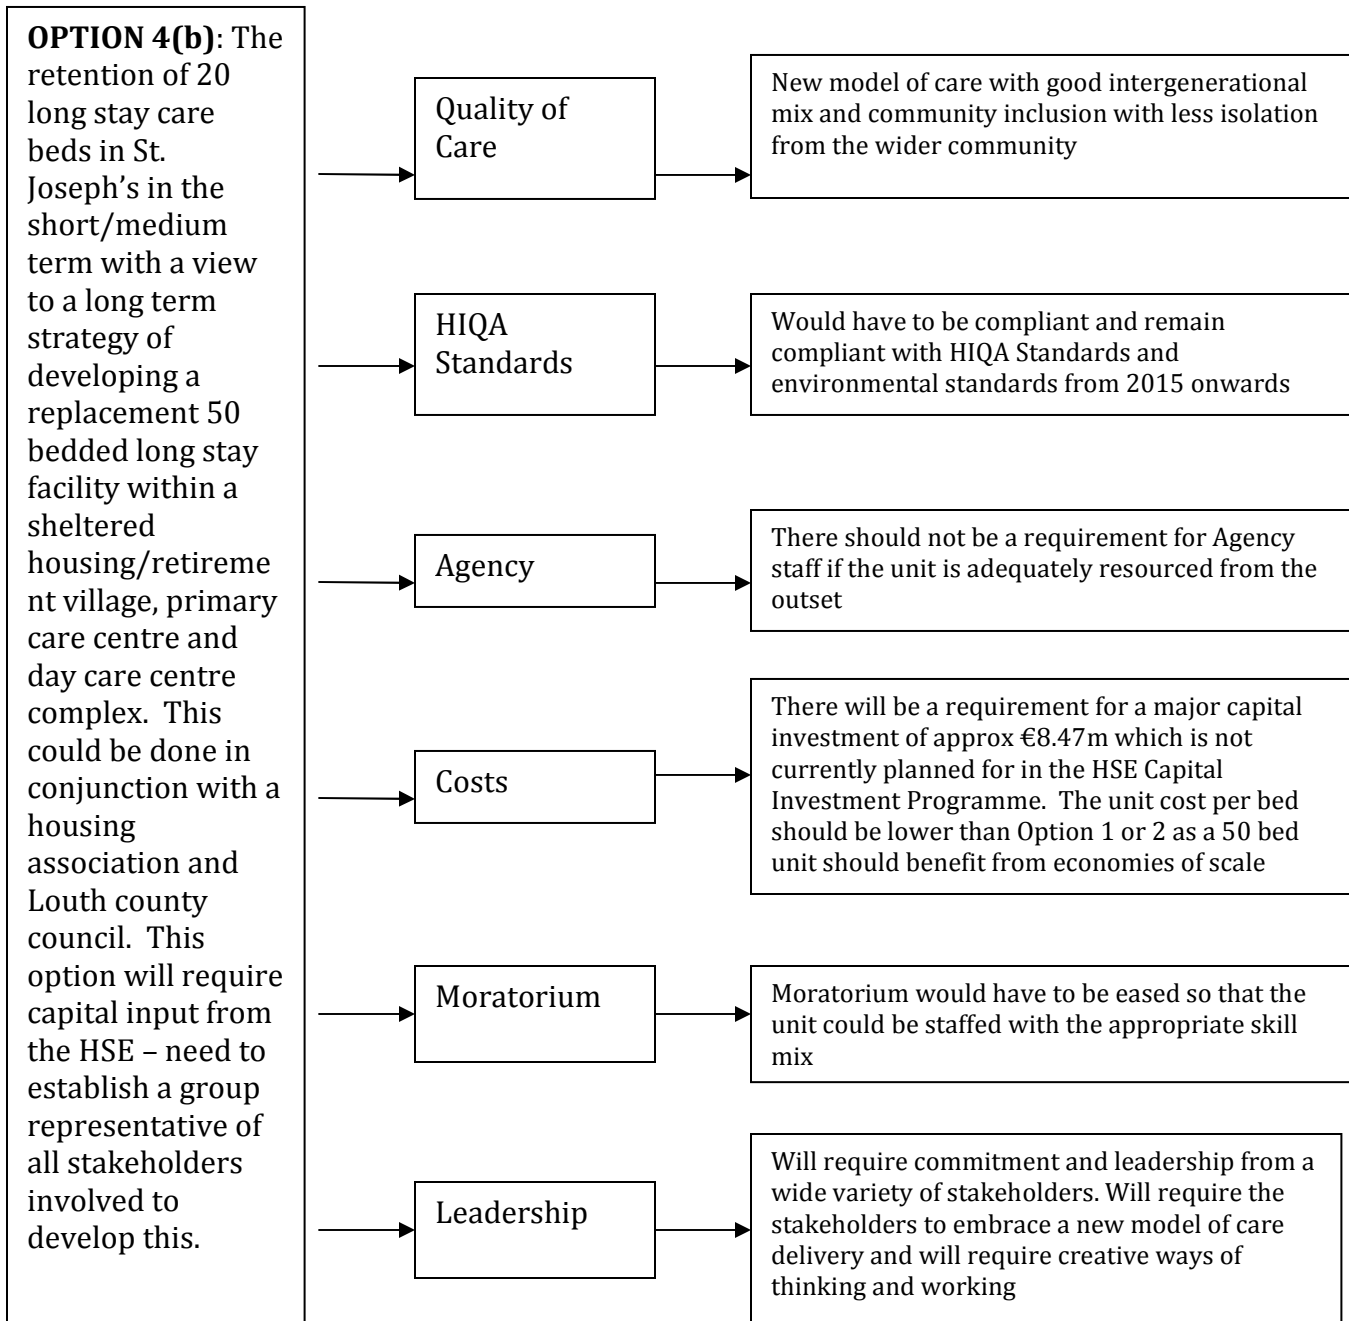 OPTION 4(b): The
retention of 20
long stay care
beds in St.
Joseph’s in the
short/medium
term with a view
to a long term
strategy of
developing a
replacement 50
bedded long stay
facility within a
sheltered
housing/retireme
nt village, primary
care centre and
day care centre
complex.  This
could be done in
conjunction with a
housing
association and
Louth county
council.  This
option will require
capital input from
the HSE – need to
establish a group
representative of
all stakeholders
involved to
develop this.
Quality of
Care
New model of care with good intergenerational
mix and community inclusion with less isolation
from the wider community
HIQA
Standards
Would have to be compliant and remain
compliant with HIQA Standards and
environmental standards from 2015 onwards
Agency
There should not be a requirement for Agency
staff if the unit is adequately resourced from the
outset
Costs
There will be a requirement for a major capital
investment of approx €8.47m which is not
currently planned for in the HSE Capital
Investment Programme.  The unit cost per bed
should be lower than Option 1 or 2 as a 50 bed
unit should benefit from economies of scale
Moratorium
Moratorium would have to be eased so that the
unit could be staffed with the appropriate skill
mix
Leadership
Will require commitment and leadership from a
wide variety of stakeholders. Will require the
stakeholders to embrace a new model of care
delivery and will require creative ways of
thinking and working